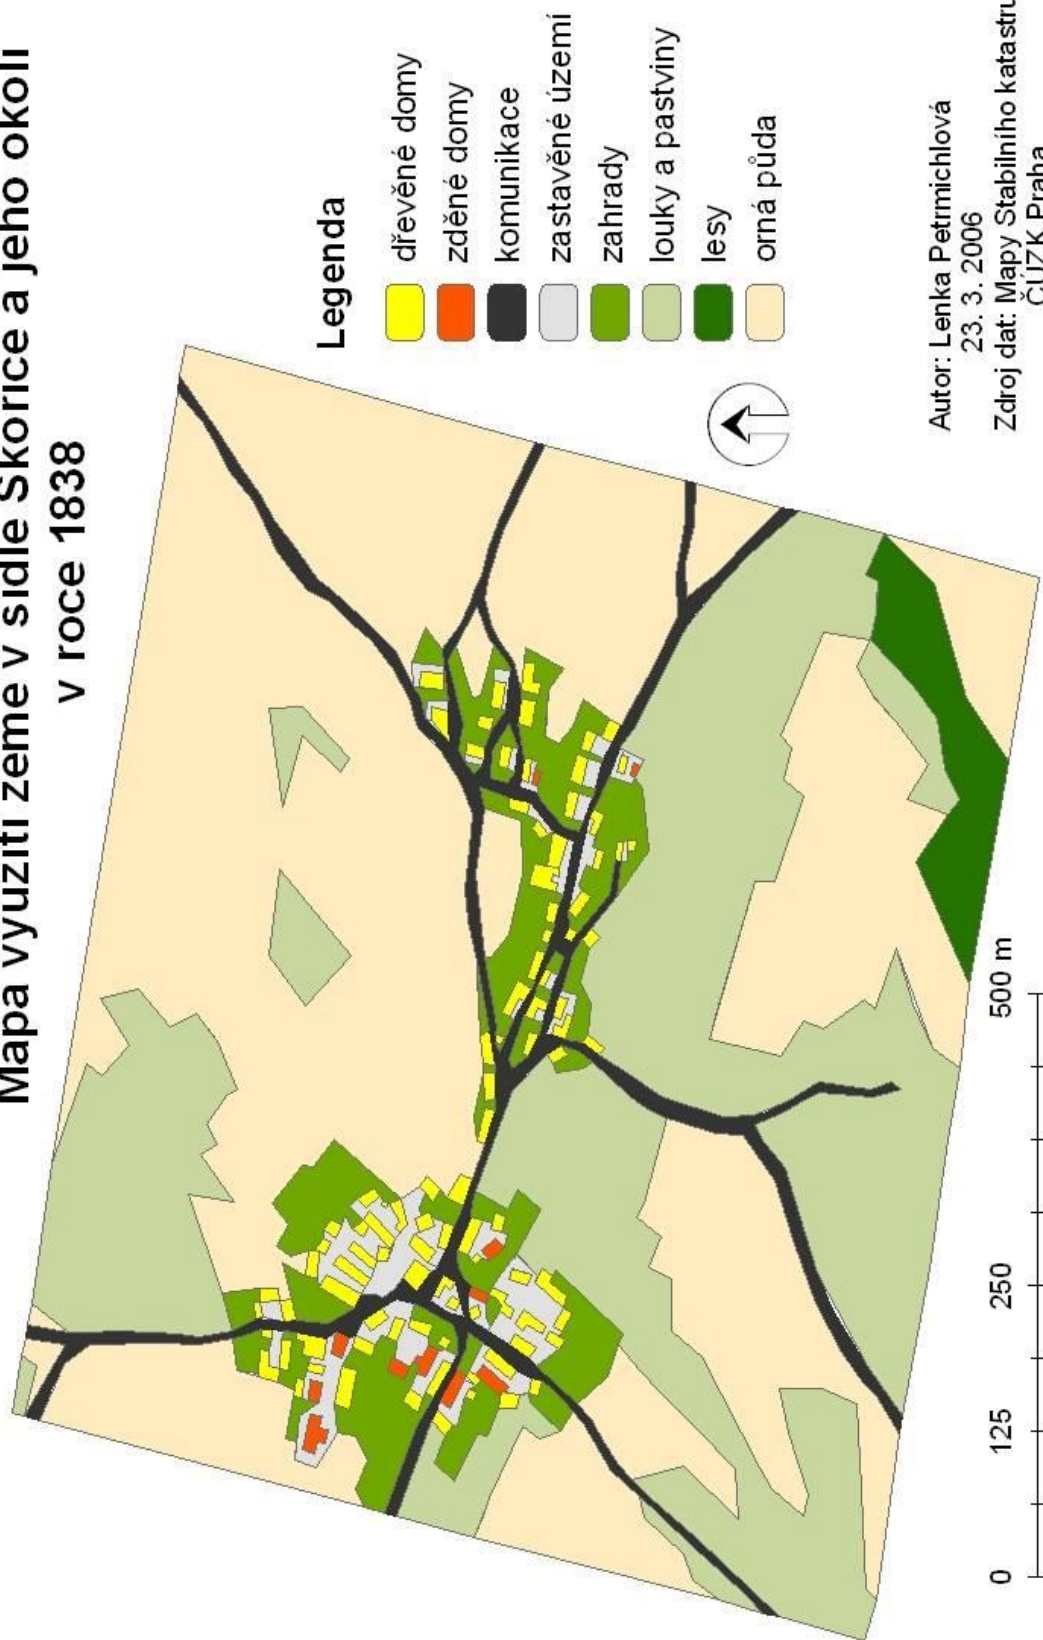 Mapa využití země v sídle Skořice a jeho okolí
v roce 1838
Legenda
dřevěné domy
zděné domy
komunikace
zastavěné území
zahrady
louky a pastviny
lesy
orná půda
Autor: Lenka Petrmichlová
23. 3. 2006
Zdroj dat: Mapy Stabilního katastru
ČÚZK Praha
0 125 250 500 m